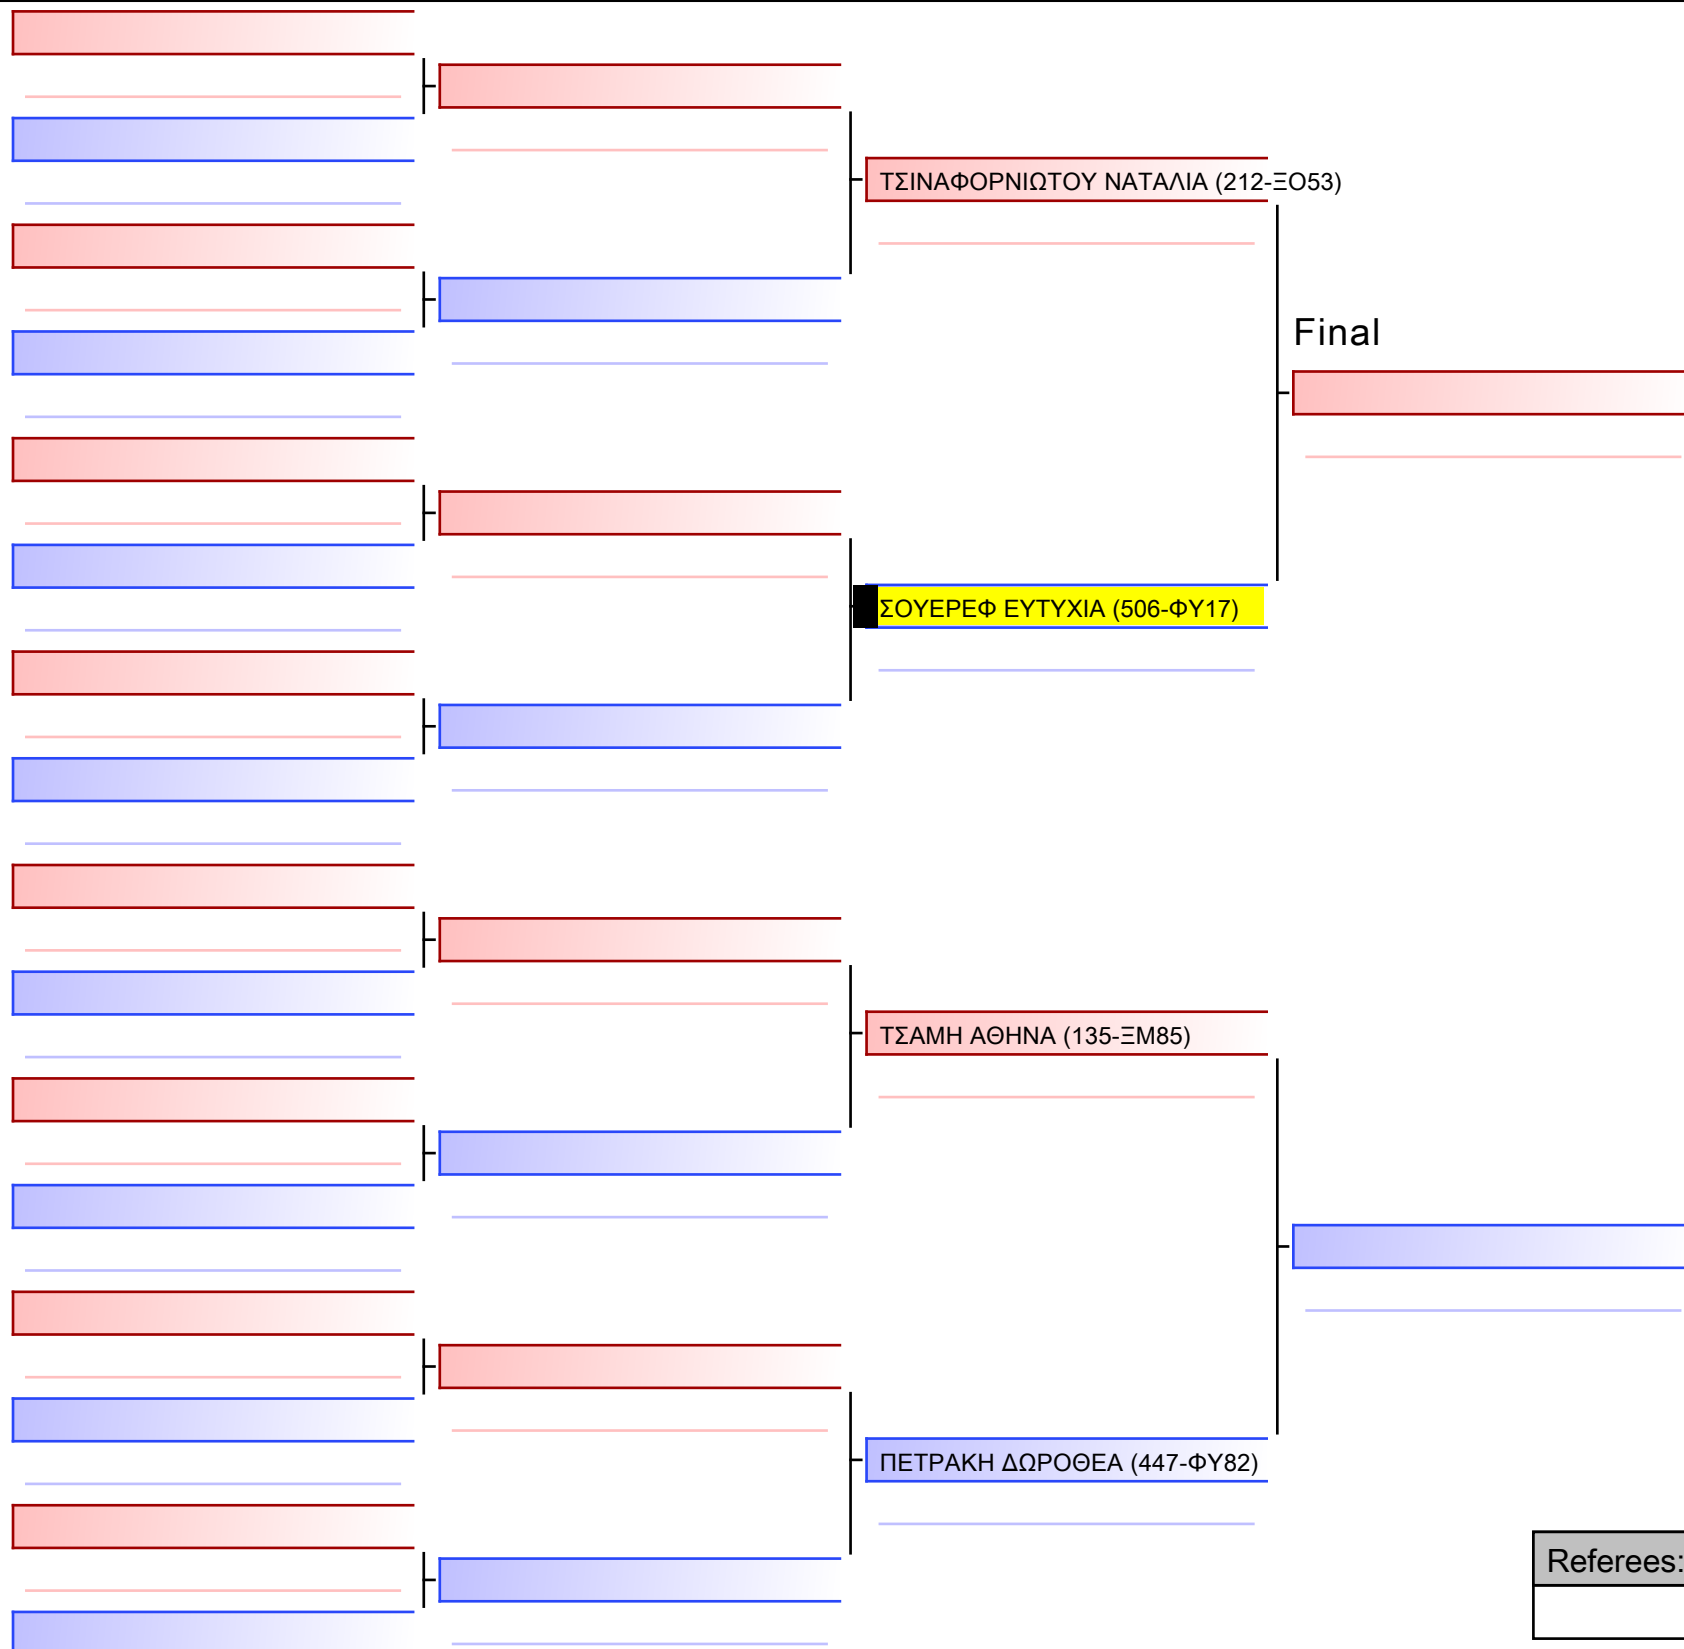 ΤΣΙΝΑΦΟΡΝΙΩΤΟΥ ΝΑΤΑΛΙΑ (212-ΞΟ53)
Final
ΣΟΥΕΡΕΦ ΕΥΤΥΧΙΑ (506-ΦΥ17)
ΤΣΑΜΗ ΑΘΗΝΑ (135-ΞΜ85)
ΠΕΤΡΑΚΗ ΔΩΡΟΘΕΑ (447-ΦΥ82)
Referees: